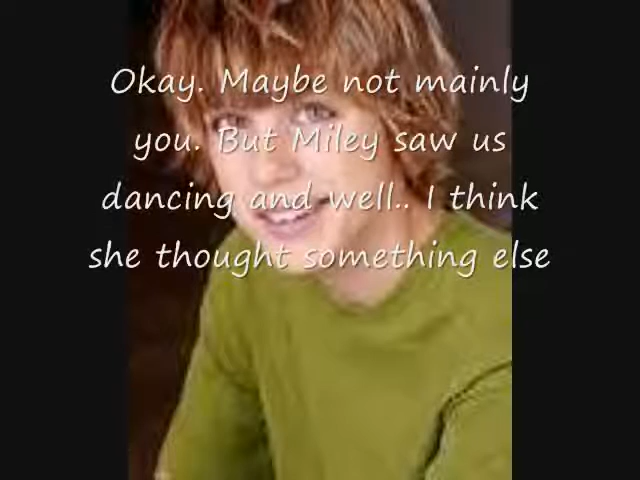 Okay. Maybe not mainly
you. But Miley saw us
dancing and well.. I think
she thought something else